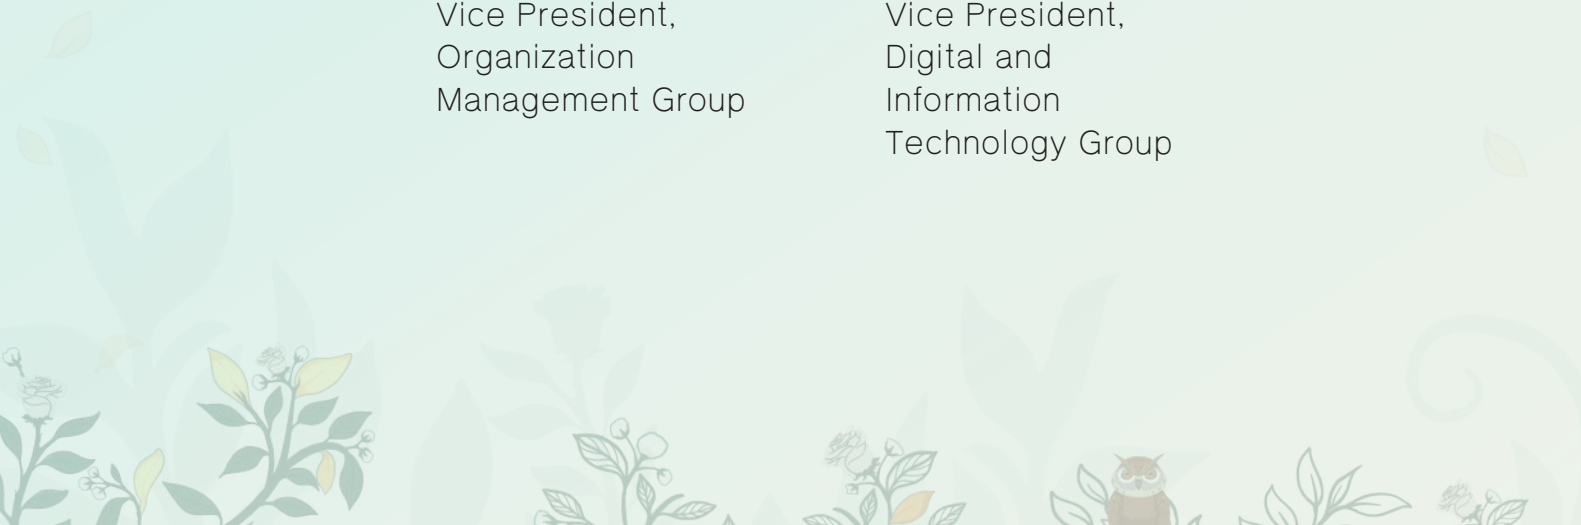 Vice President,
Organization
Management Group
Vice President,
Digital and
Information
Technology Group